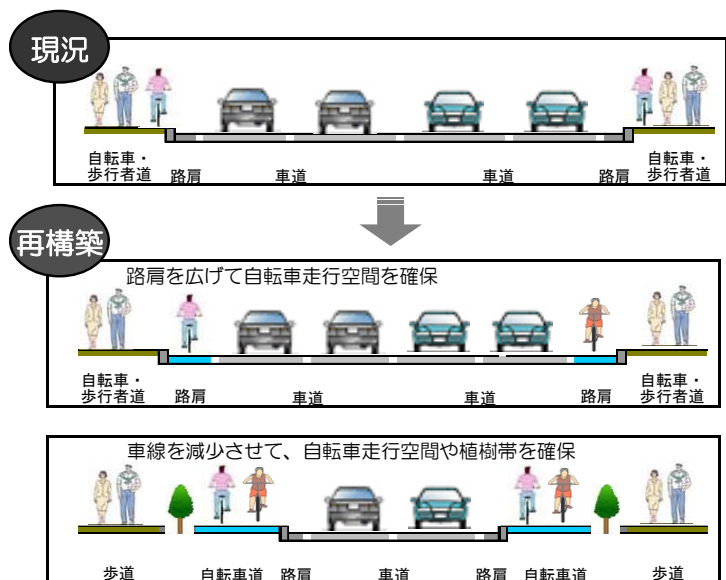 現況
自転車・
歩行者道
路肩
車道
車道
路肩
自転車・
歩行者道
再構築
路肩を広げて自転車走行空間を確保
自転車・
歩行者道
路肩
車道
車道
路肩
自転車・
歩行者道
車線を減少させて、自転車走行空間や植樹帯を確保
歩道
自転車道
路肩
車道
路肩
自転車道
歩道